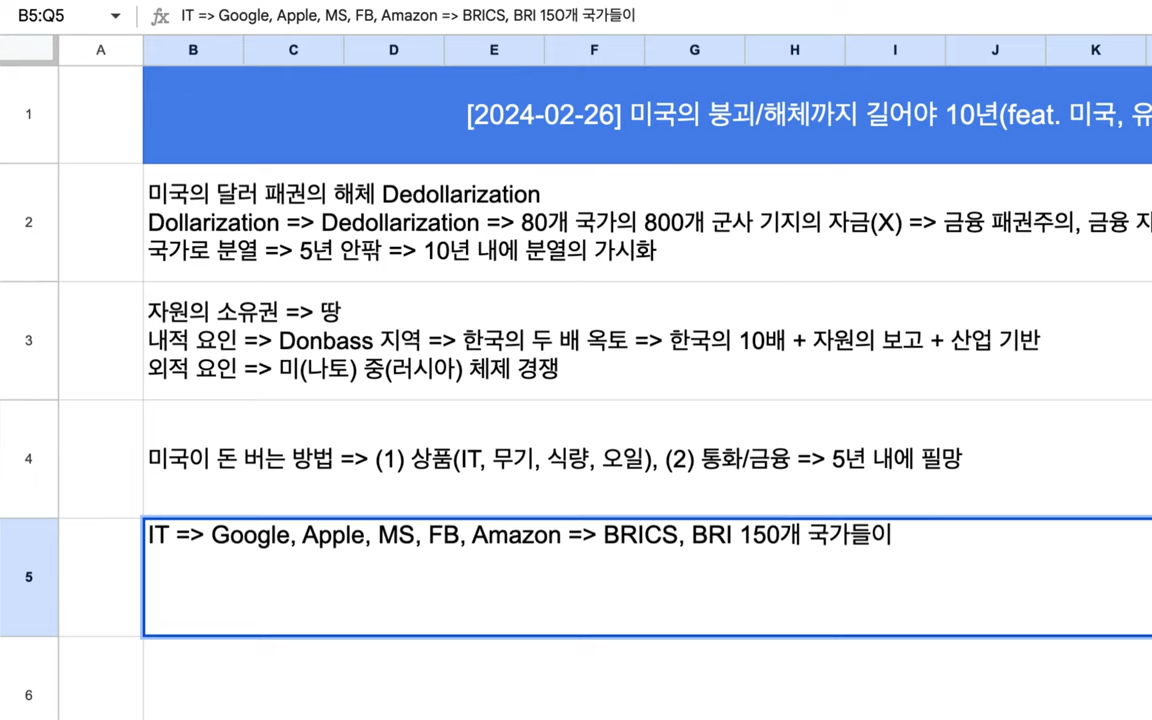 B5:Q5
fx IT => Google, Apple, MS, FB, Amazon => BRICS, BRI 150개 국가들이
A B C D E F G H I J K
1 [2024-02-26] 미국의 붕괴/해체까지 길어야 10년(feat. 미국, 유
2 미국의 달러 패권의 해체 Dedollarization
Dollarization => Dedollarization => 80개 국가의 800개 군사 기지의 자금(X) => 금융 패권주의, 금융 자
국가로 분열 => 5년 안팎 => 10년 내에 분열의 가시화
3 자원의 소유권 => 땅
내적 요인 => Donbass 지역 => 한국의 두 배 옥토 => 한국의 10배 + 자원의 보고 + 산업 기반
외적 요인 => 미(나토) 중(러시아) 체제 경쟁
4 미국이 돈 버는 방법 => (1) 상품(IT, 무기, 식량, 오일), (2) 통화/금융 => 5년 내에 필망
5 IT => Google, Apple, MS, FB, Amazon => BRICS, BRI 150개 국가들이
6